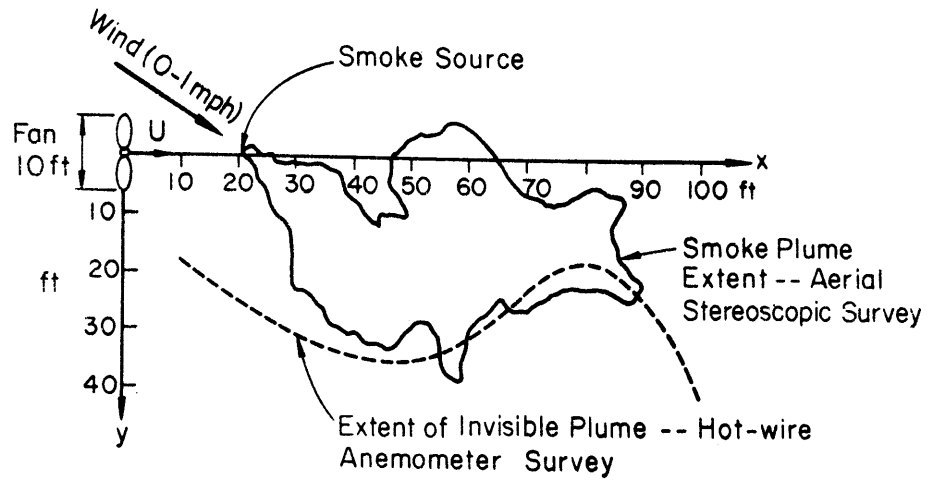 Wind (0-1mph)
Smoke Source
Fan
10 ft
U
x
10 20 30 40 50 60 70 90 100 ft
10
20
30
40
ft
y
Smoke Plume
Extent -- Aerial
Stereoscopic Survey
Extent of Invisible Plume -- Hot-wire
Anemometer Survey